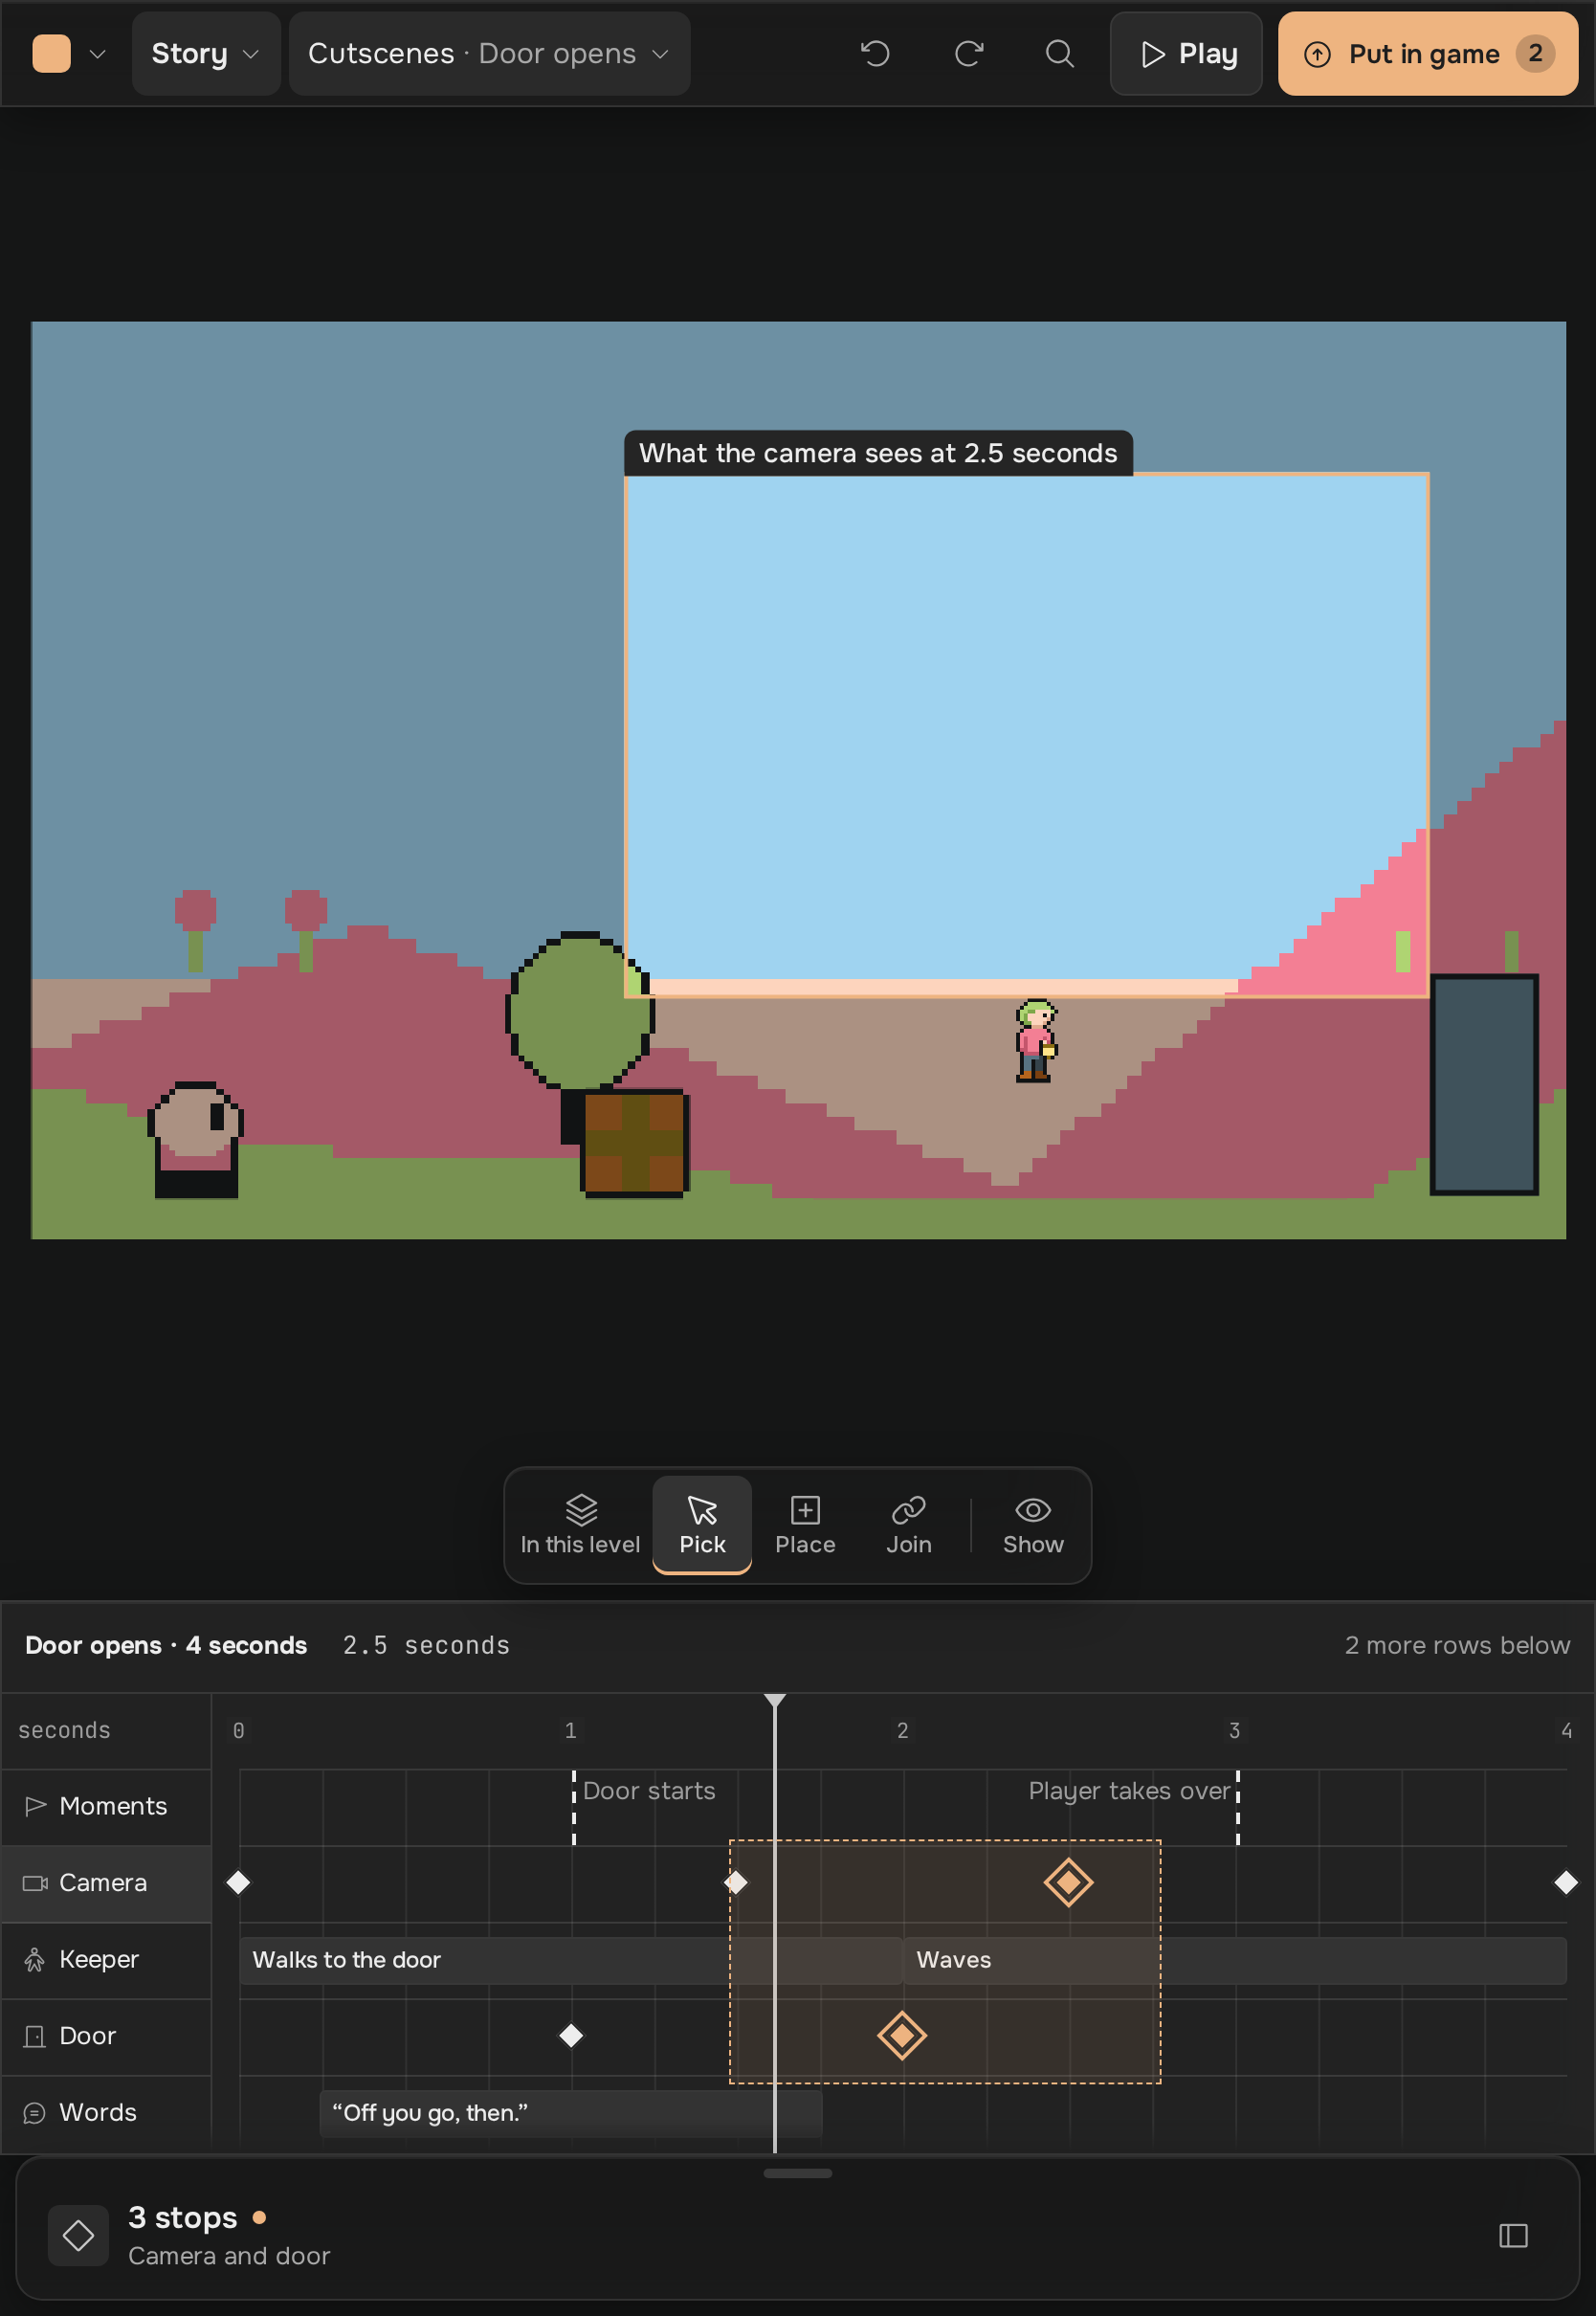 Story
Cutscenes · Door opens
Play
Put in game 2
What the camera sees at 2.5 seconds
In this level
Pick
Place
Join
Show
Door opens · 4 seconds
2.5 seconds
2 more rows below
seconds
0
1
2
3
4
Moments
Door starts
Player takes over
Camera
Keeper
Walks to the door
Waves
Door
Words
“Off you go, then.”
3 stops
Camera and door